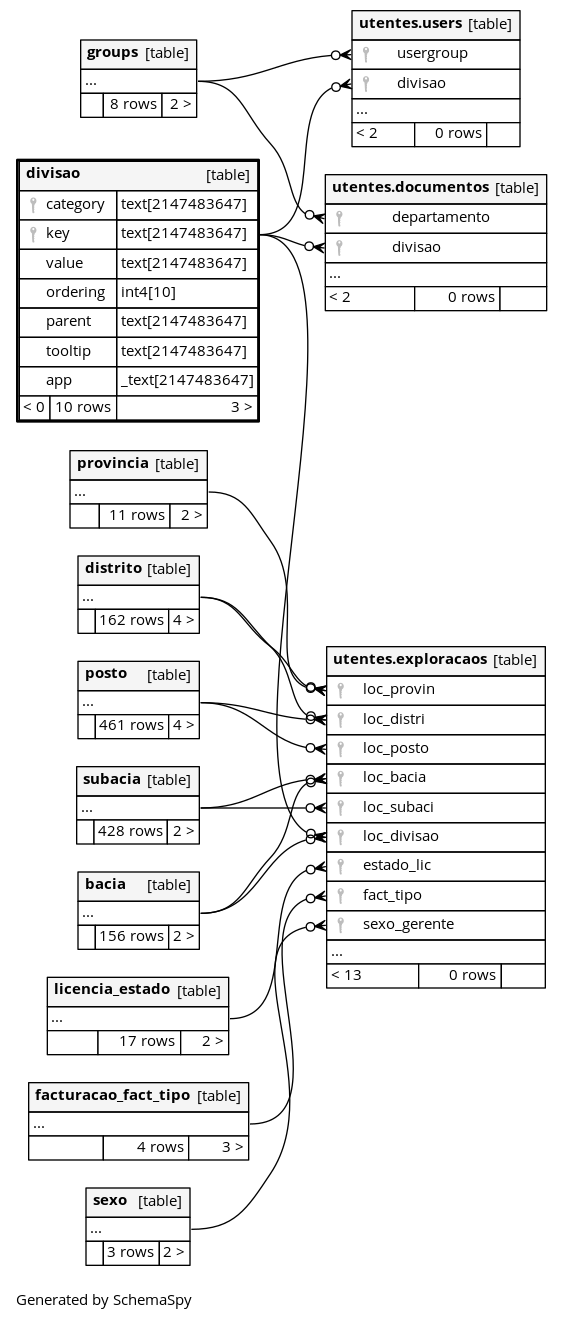 groups [table]
...
8 rows 2 >
utentes.users [table]
usergroup
divisao
...
< 2 0 rows
divisao [table]
category text[2147483647]
key text[2147483647]
value text[2147483647]
ordering int4[10]
parent text[2147483647]
tooltip text[2147483647]
app _text[2147483647]
< 0 10 rows 3 >
utentes.documentos [table]
departamento
divisao
...
< 2 0 rows
provincia [table]
...
11 rows 2 >
distrito [table]
...
162 rows 4 >
posto [table]
...
461 rows 4 >
subacia [table]
...
428 rows 2 >
bacia [table]
...
156 rows 2 >
licencia_estado [table]
...
17 rows 2 >
facturacao_fact_tipo [table]
...
4 rows 3 >
sexo [table]
...
3 rows 2 >
utentes.exploracaos [table]
loc_provin
loc_distri
loc_posto
loc_bacia
loc_subaci
loc_divisao
estado_lic
fact_tipo
sexo_gerente
...
< 13 0 rows
Generated by SchemaSpy